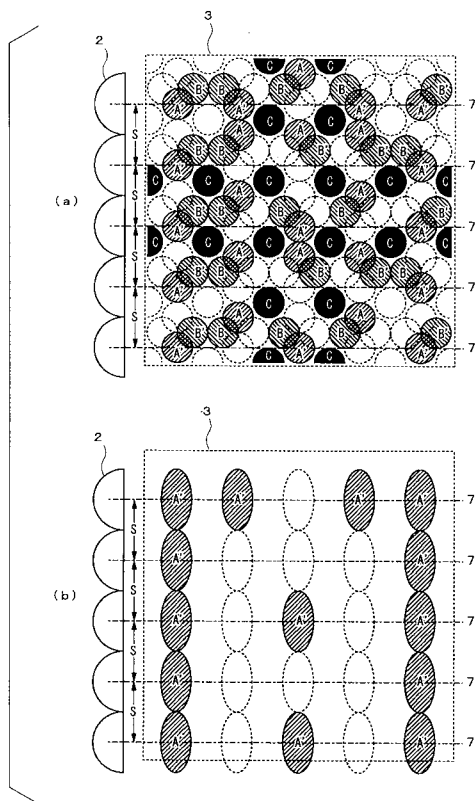 2
3
C C
A'
B B B B B
A' A' A' A' 7
C C
S
A' A' A'
B B B B B B
(a)
A' A' 7
C C C C C C
S
A' A'
B B B B B B
A' A' A' 7
C C C C C C
S
A' A' A'
B B B B B B
A' A' 7
C C
S
A' A'
B B B B B
A' A' A' 7
C C
2
3
A" A" A" A" 7
S
A" A" 7
S
(b)
A" A" A" 7
S
A" A" 7
S
A" A" A" 7